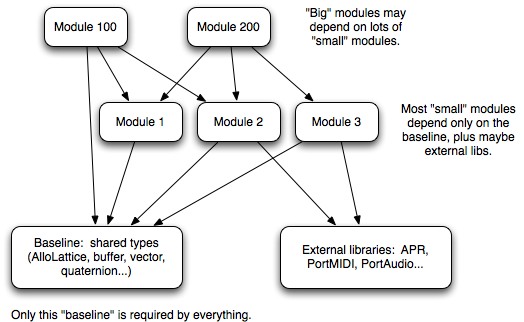 Module 100
Module 200
"Big" modules may
depend on lots of
"small" modules.
Module 1
Module 2
Module 3
Most "small" modules
depend only on the
baseline, plus maybe
external libs.
Baseline:  shared types
(AlloLattice, buffer, vector,
quaternion...)
External libraries:  APR,
PortMIDI, PortAudio...
Only this "baseline" is required by everything.